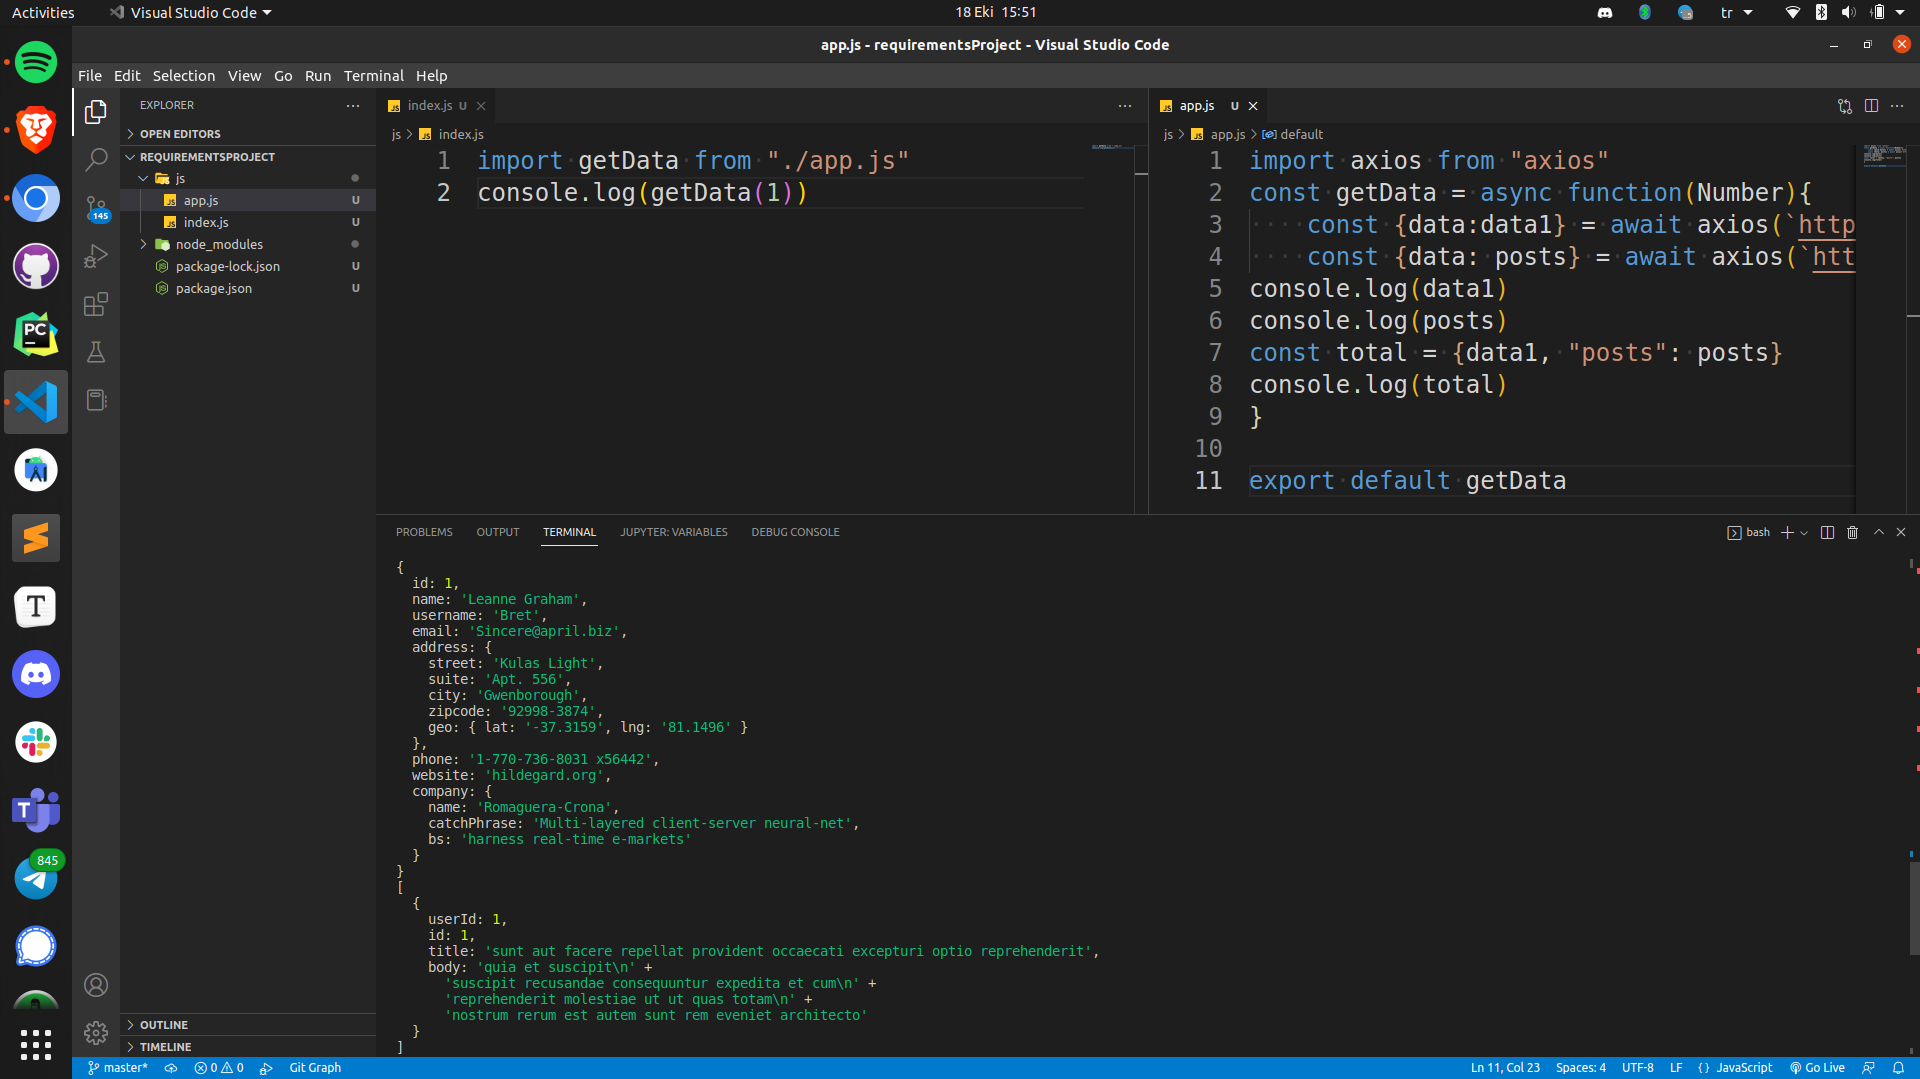 Activities
Visual Studio Code
18 Eki 15:51
tr
app.js - requirementsProject - Visual Studio Code
File Edit Selection View Go Run Terminal Help
EXPLORER
OPEN EDITORS
REQUIREMENTSPROJECT
js
app.js U
index.js U
node_modules
package-lock.json U
package.json U
OUTLINE
TIMELINE
145
PC
AI
T
T
845
JS index.js U
js > JS index.js
1 import getData from "./app.js"
2 console.log(getData(1))
JS app.js U
js > JS app.js > default
1 import axios from "axios"
2 const getData = async function(Number){
3 const {data:data1} = await axios(`http
4 const {data: posts} = await axios(`htt
5 console.log(data1)
6 console.log(posts)
7 const total = {data1, "posts": posts}
8 console.log(total)
9 }
10
11 export default getData
PROBLEMS OUTPUT TERMINAL JUPYTER: VARIABLES DEBUG CONSOLE
bash
{
id: 1,
name: 'Leanne Graham',
username: 'Bret',
email: 'Sincere@april.biz',
address: {
street: 'Kulas Light',
suite: 'Apt. 556',
city: 'Gwenborough',
zipcode: '92998-3874',
geo: { lat: '-37.3159', lng: '81.1496' }
},
phone: '1-770-736-8031 x56442',
website: 'hildegard.org',
company: {
name: 'Romaguera-Crona',
catchPhrase: 'Multi-layered client-server neural-net',
bs: 'harness real-time e-markets'
}
}
[
{
userId: 1,
id: 1,
title: 'sunt aut facere repellat provident occaecati excepturi optio reprehenderit',
body: 'quia et suscipit\n' +
'suscipit recusandae consequuntur expedita et cum\n' +
'reprehenderit molestiae ut ut quas totam\n' +
'nostrum rerum est autem sunt rem eveniet architecto'
}
]
master* 0 0 Git Graph
Ln 11, Col 23 Spaces: 4 UTF-8 LF {} JavaScript Go Live